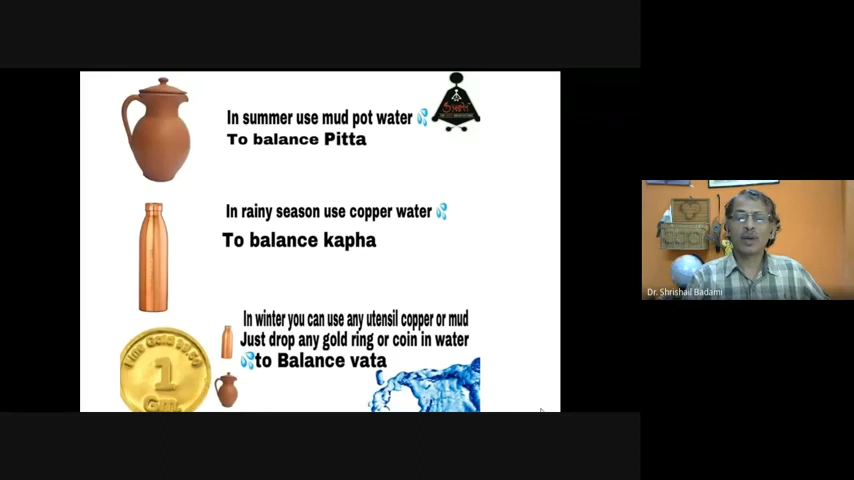 In summer use mud pot water
To balance Pitta
In rainy season use copper water
To balance kapha
In winter you can use any utensil copper or mud
Just drop any gold ring or coin in water
to Balance vata
1
Gm.
Dr. Shrishail Badami